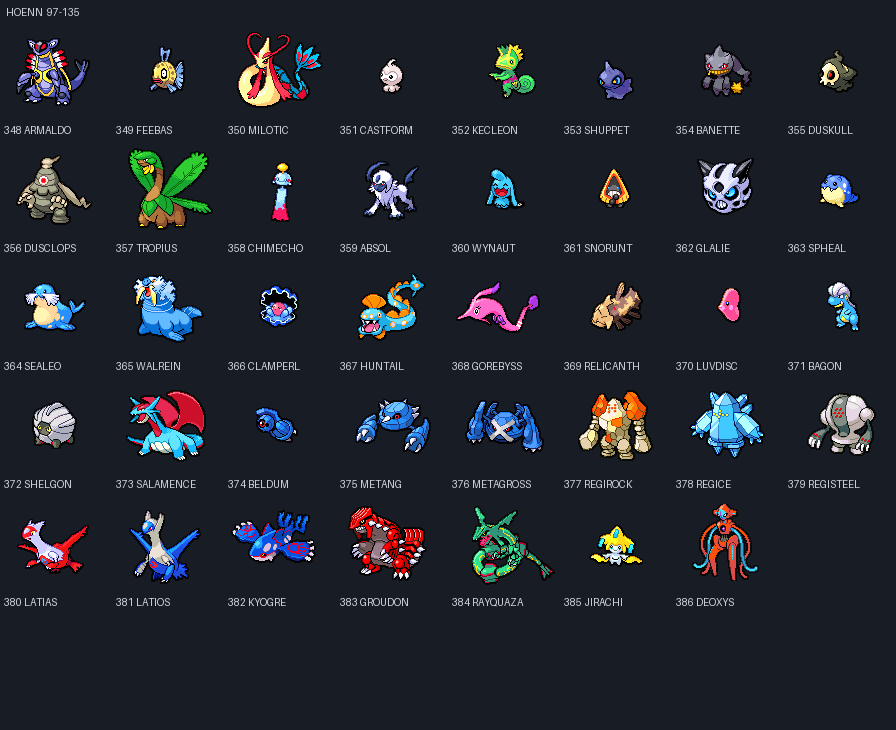 HOENN 97-135
348 ARMALDO 349 FEEBAS 350 MILOTIC 351 CASTFORM 352 KECLEON 353 SHUPPET 354 BANETTE 355 DUSKULL
356 DUSCLOPS 357 TROPIUS 358 CHIMECHO 359 ABSOL 360 WYNAUT 361 SNORUNT 362 GLALIE 363 SPHEAL
364 SEALEO 365 WALREIN 366 CLAMPERL 367 HUNTAIL 368 GOREBYSS 369 RELICANTH 370 LUVDISC 371 BAGON
372 SHELGON 373 SALAMENCE 374 BELDUM 375 METANG 376 METAGROSS 377 REGIROCK 378 REGICE 379 REGISTEEL
380 LATIAS 381 LATIOS 382 KYOGRE 383 GROUDON 384 RAYQUAZA 385 JIRACHI 386 DEOXYS